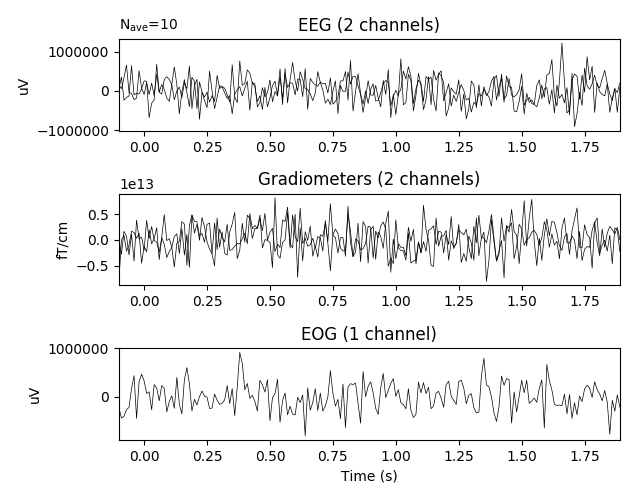 Nave=10
EEG (2 channels)
uV
1000000
0
−1000000
0.00 0.25 0.50 0.75 1.00 1.25 1.50 1.75
1e13
Gradiometers (2 channels)
fT/cm
0.5
0.0
−0.5
0.00 0.25 0.50 0.75 1.00 1.25 1.50 1.75
EOG (1 channel)
uV
1000000
0
0.00 0.25 0.50 0.75 1.00 1.25 1.50 1.75
Time (s)